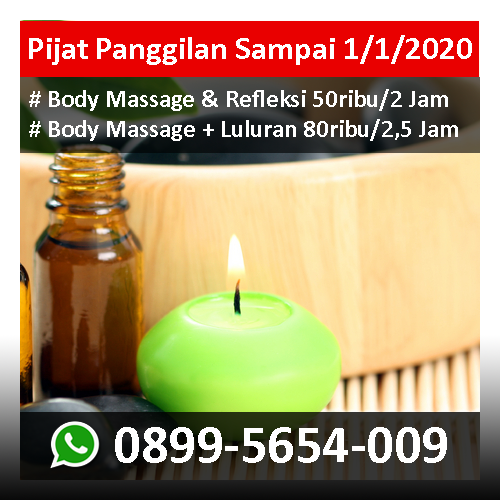 Pijat Panggilan Sampai 1/1/2020
# Body Massage & Refleksi 50ribu/2 Jam
# Body Massage + Luluran 80ribu/2,5 Jam
0899-5654-009